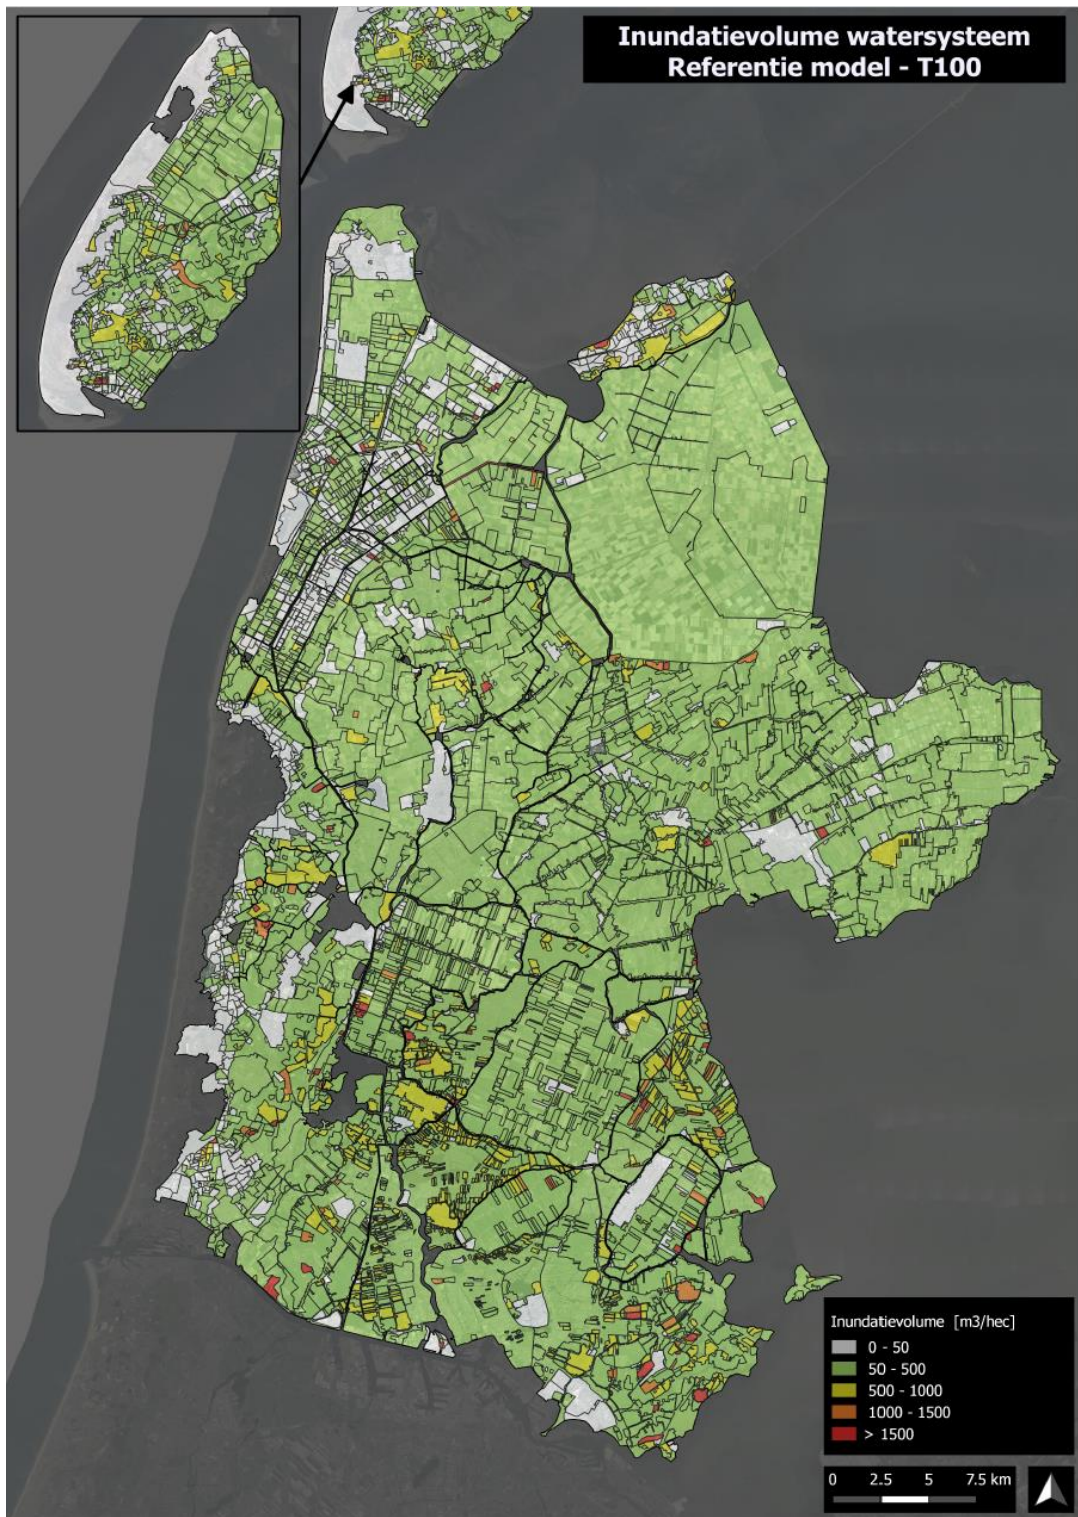 Inundatievolume watersysteem
Referentie model - T100
Inundatievolume [m3/hec]
0 - 50
50 - 500
500 - 1000
1000 - 1500
> 1500
0 2.5 5 7.5 km